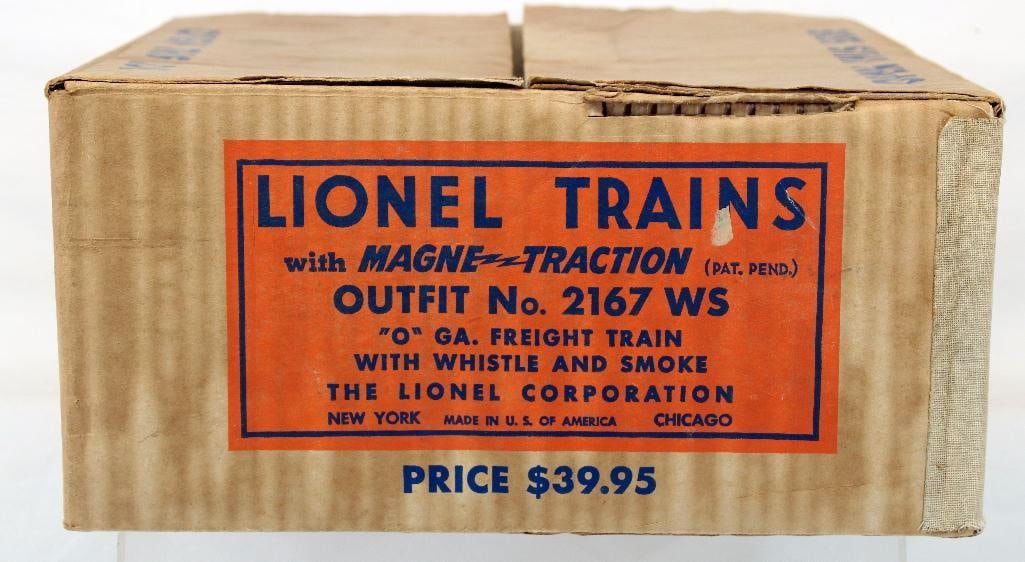 LIONEL TRAINS
with MAGNE-TRACTION (PAT. PEND.)
OUTFIT No. 2167 WS
"O" GA. FREIGHT TRAIN
WITH WHISTLE AND SMOKE
THE LIONEL CORPORATION
NEW YORK MADE IN U. S. OF AMERICA CHICAGO
PRICE $39.95